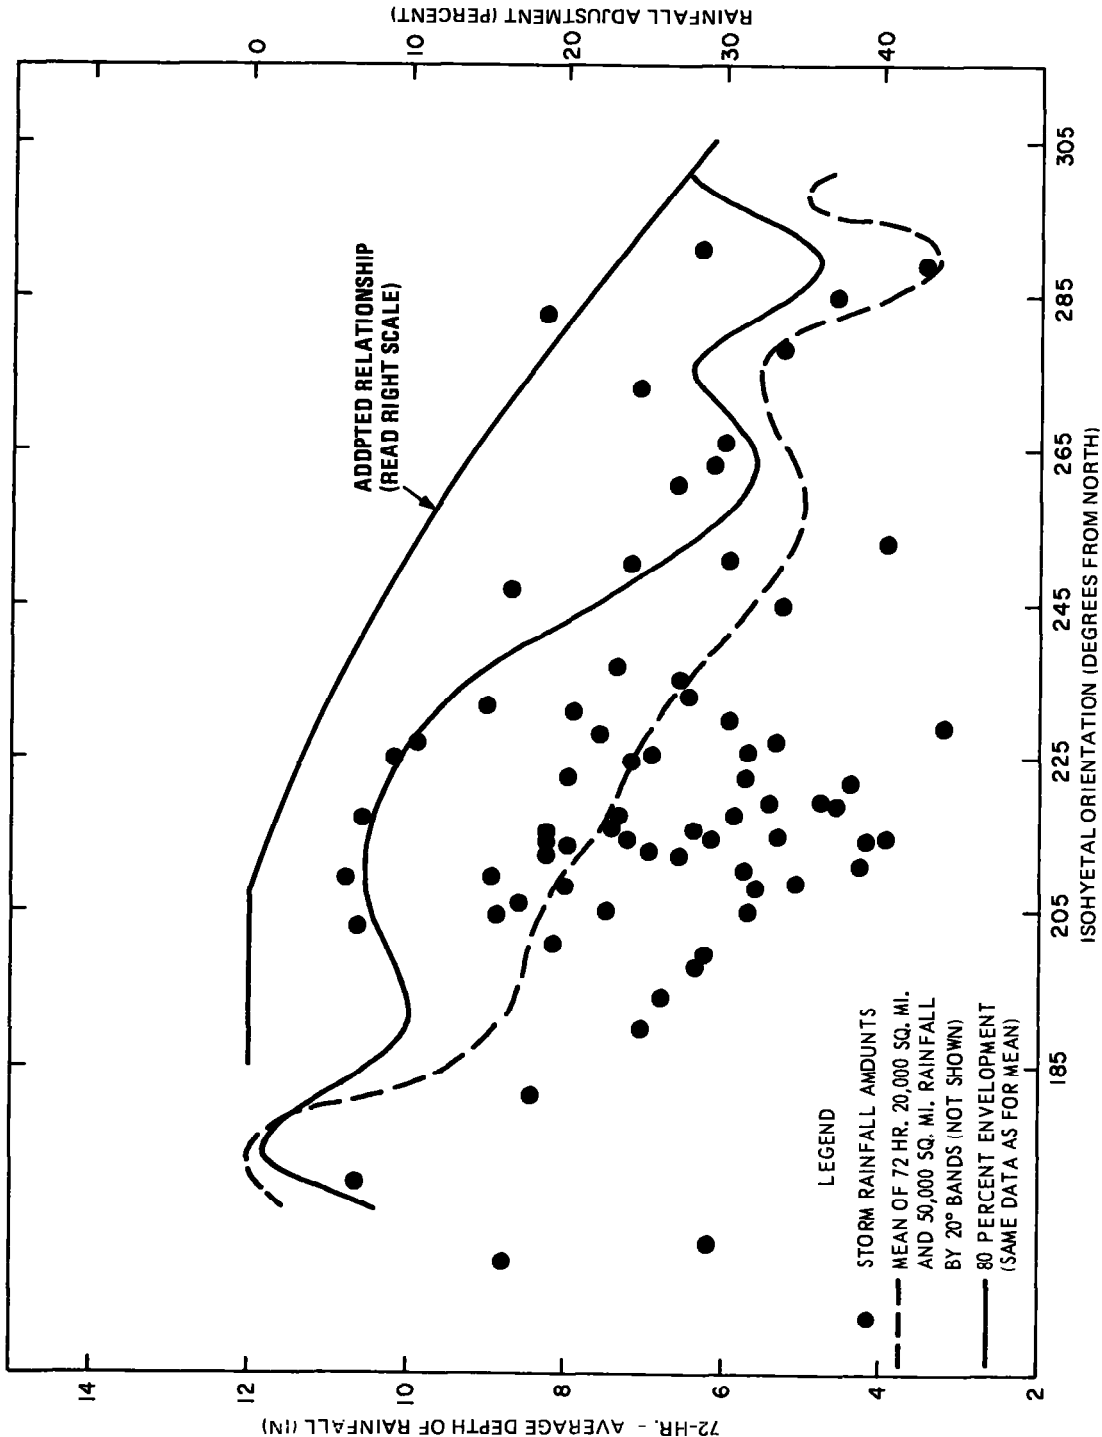 RAINFALL ADJUSTMENT (PERCENT)
0
10
20
30
40
14
12
10
8
6
4
2
72-HR. - AVERAGE DEPTH OF RAINFALL (IN)
185
205
225
245
265
285
305
ISOHYETAL ORIENTATION (DEGREES FROM NORTH)
ADDPTED RELATIONSHIP
(READ RIGHT SCALE)
LEGEND
STORM RAINFALL AMDUNTS
MEAN OF 72 HR. 20,000 SQ. MI.
AND 50,000 SQ. MI. RAINFALL
BY 20° BANDS (NOT SHOWN)
80 PERCENT ENVELOPMENT
(SAME DATA AS FOR MEAN)